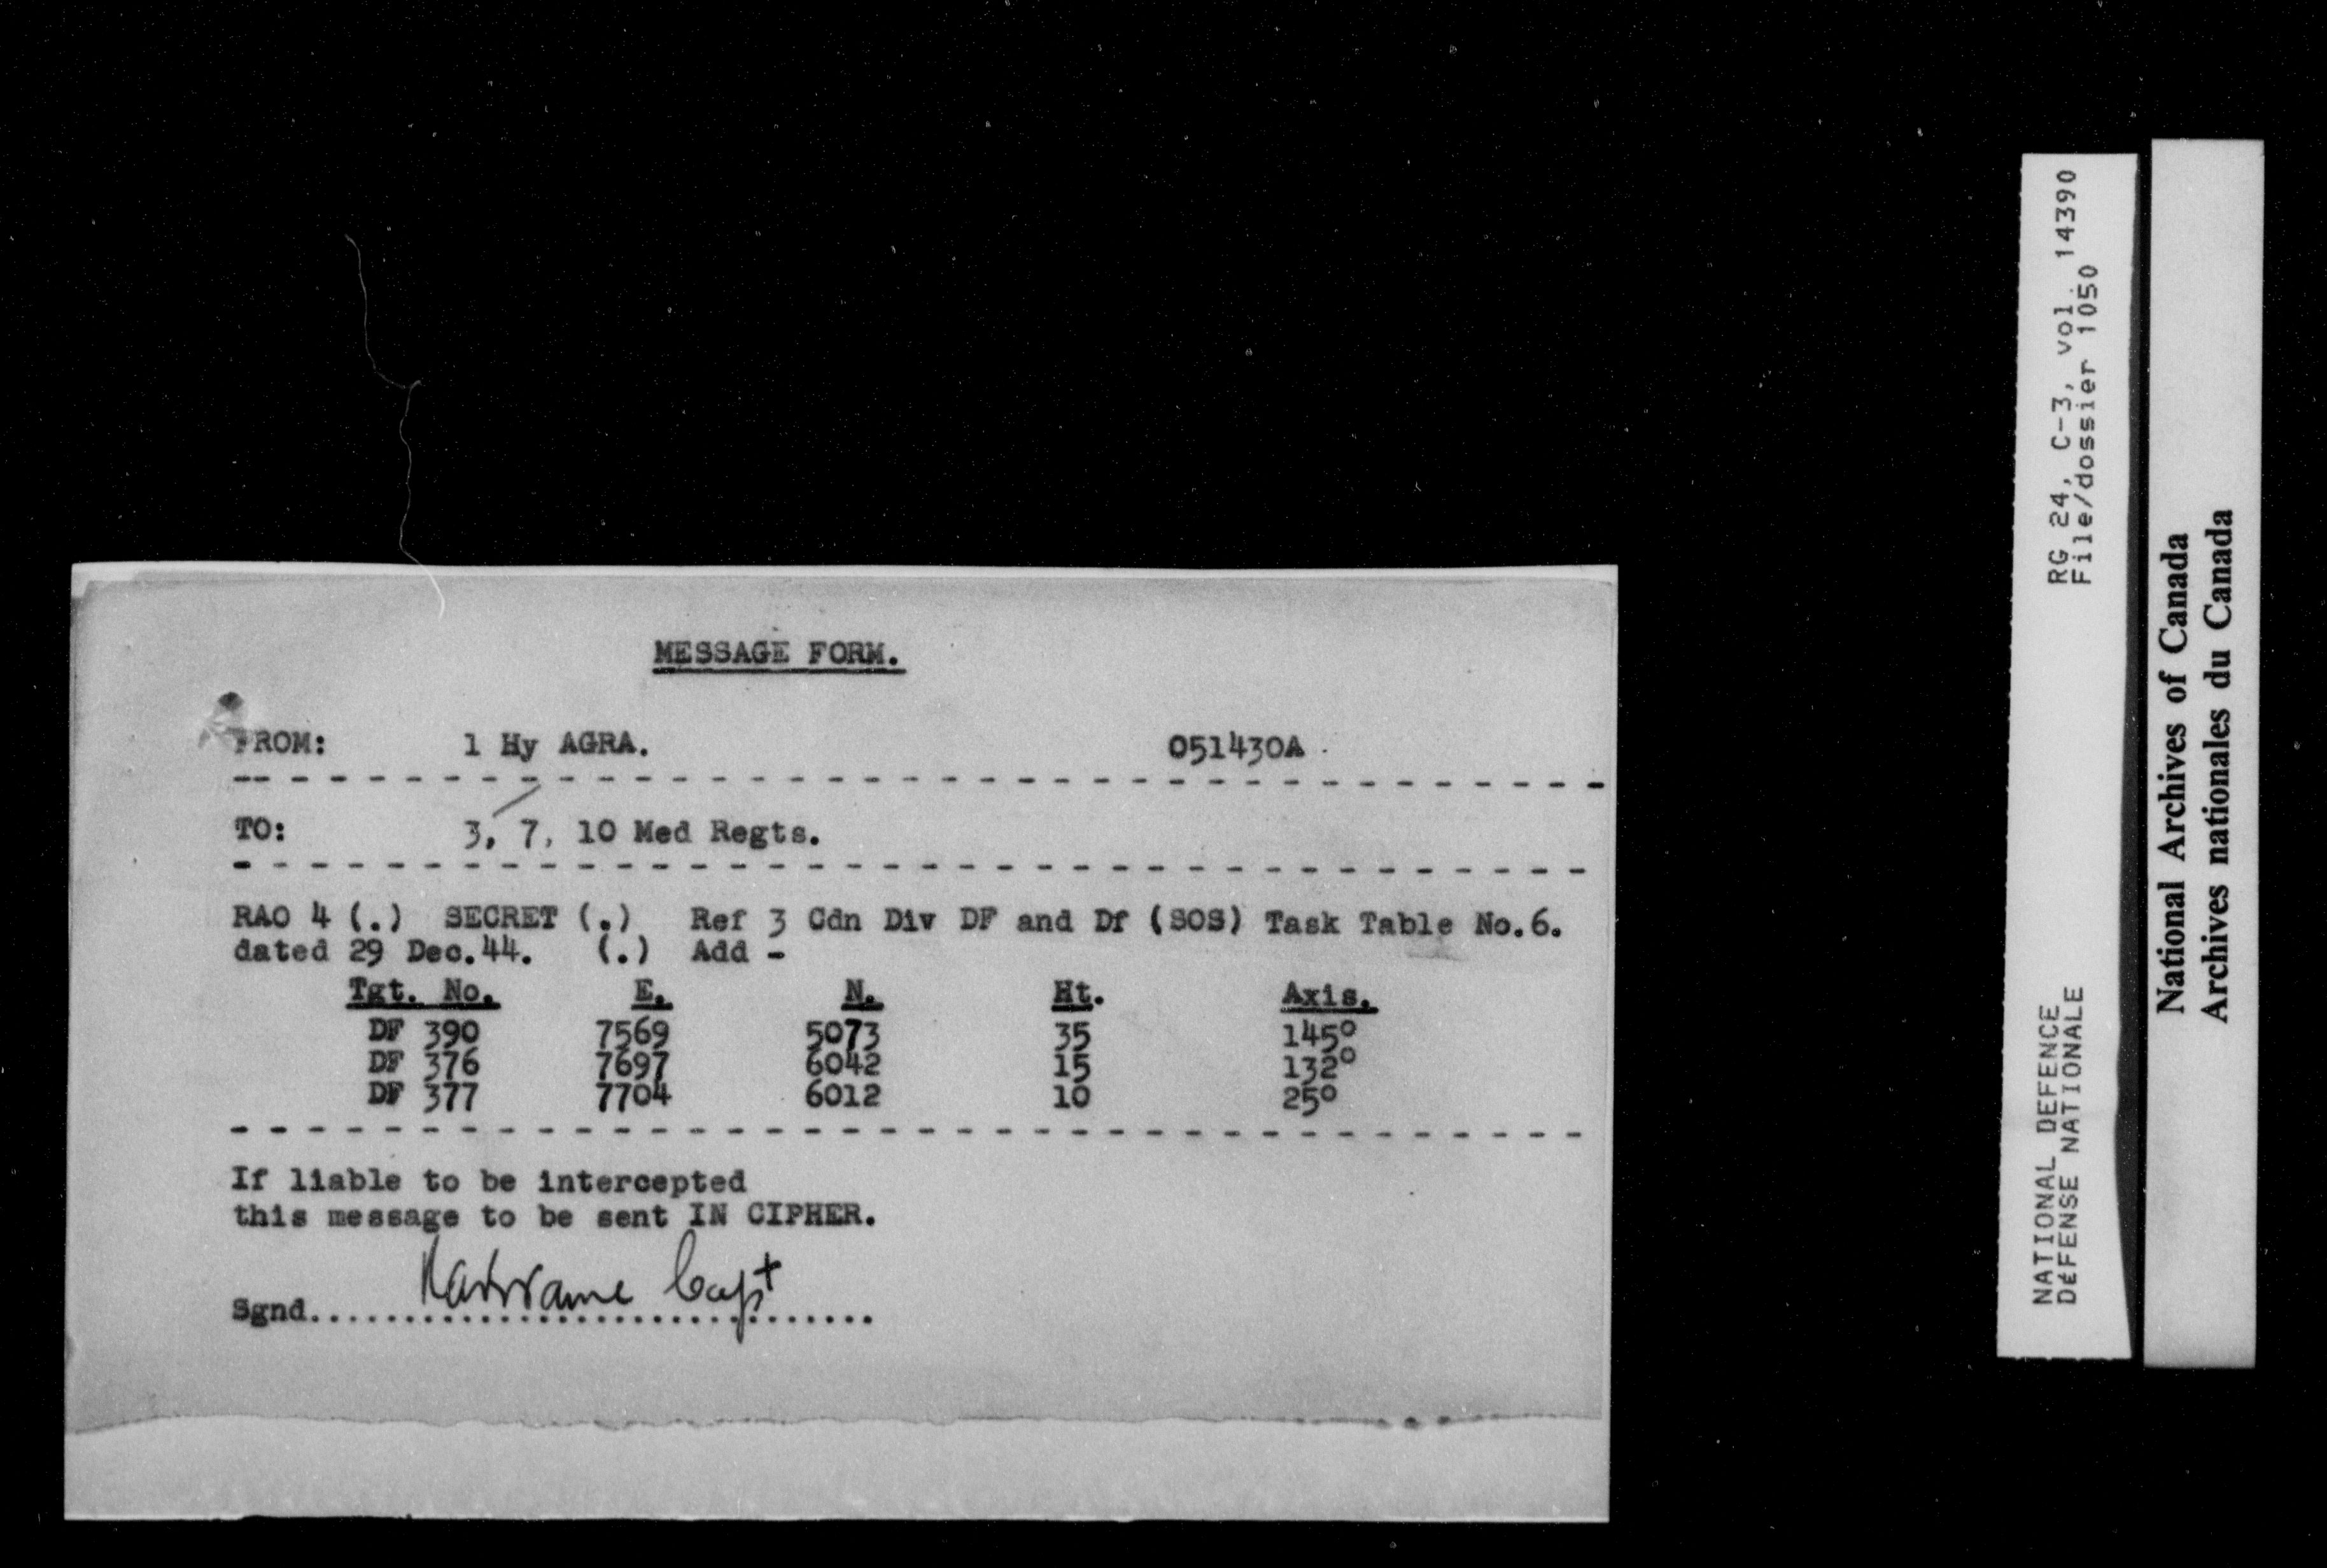 MESSAGE FORM.
FROM: 1 Hy AGRA. 051430A
TO: 3, 7, 10 Med Regts.
RAO 4 (.) SECRET (.) Ref 3 Cdn Div DF and Df (SOS) Task Table No.6.
dated 29 Dec.44. (.) Add -
Tgt. No. E. N. Ht. Axis.
DF 390 7569 5073 35 145°
DF 376 7697 6042 15 132°
DF 377 7704 6012 10 25°
If liable to be intercepted
this message to be sent IN CIPHER.
Sgnd. Capt
RG 24, C-3, vol. 14390
File/dossier 1050
NATIONAL DEFENCE
DÉFENSE NATIONALE
National Archives of Canada
Archives nationales du Canada